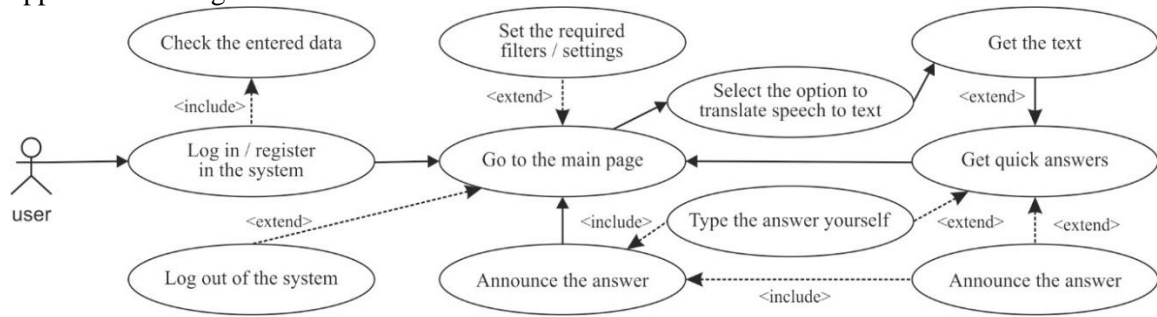 Check the entered data
Set the required
filters / settings
Get the text
Select the option to
translate speech to text
<include>
<extend>
<extend>
Log in / register
in the system
Go to the main page
Get quick answers
user
<extend>
<include>
Type the answer yourself
<extend>
<extend>
Log out of the system
Announce the answer
Announce the answer
<include>